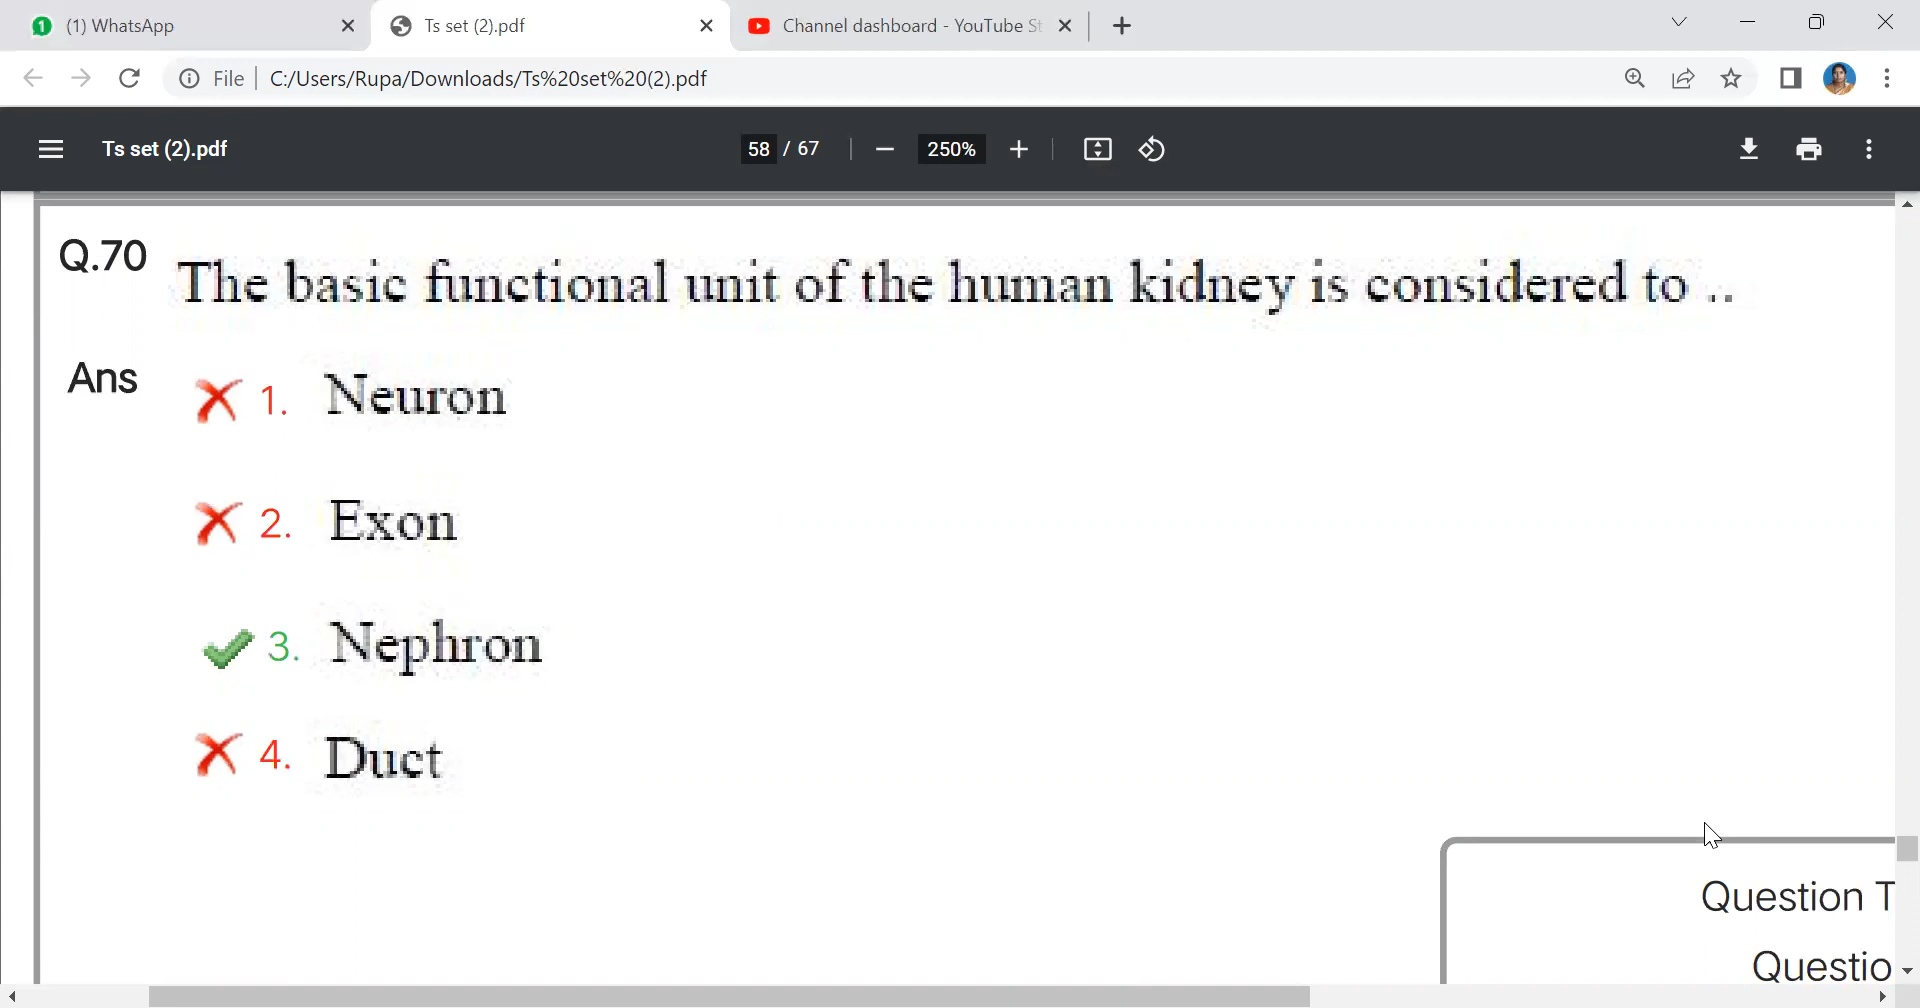 (1) WhatsApp
Ts set (2).pdf
Channel dashboard - YouTube St
File
C:/Users/Rupa/Downloads/Ts%20set%20(2).pdf
Ts set (2).pdf
58 / 67
250%
Q.70 The basic functional unit of the human kidney is considered to ..
Ans
1. Neuron
2. Exon
3. Nephron
4. Duct
Question T
Questio